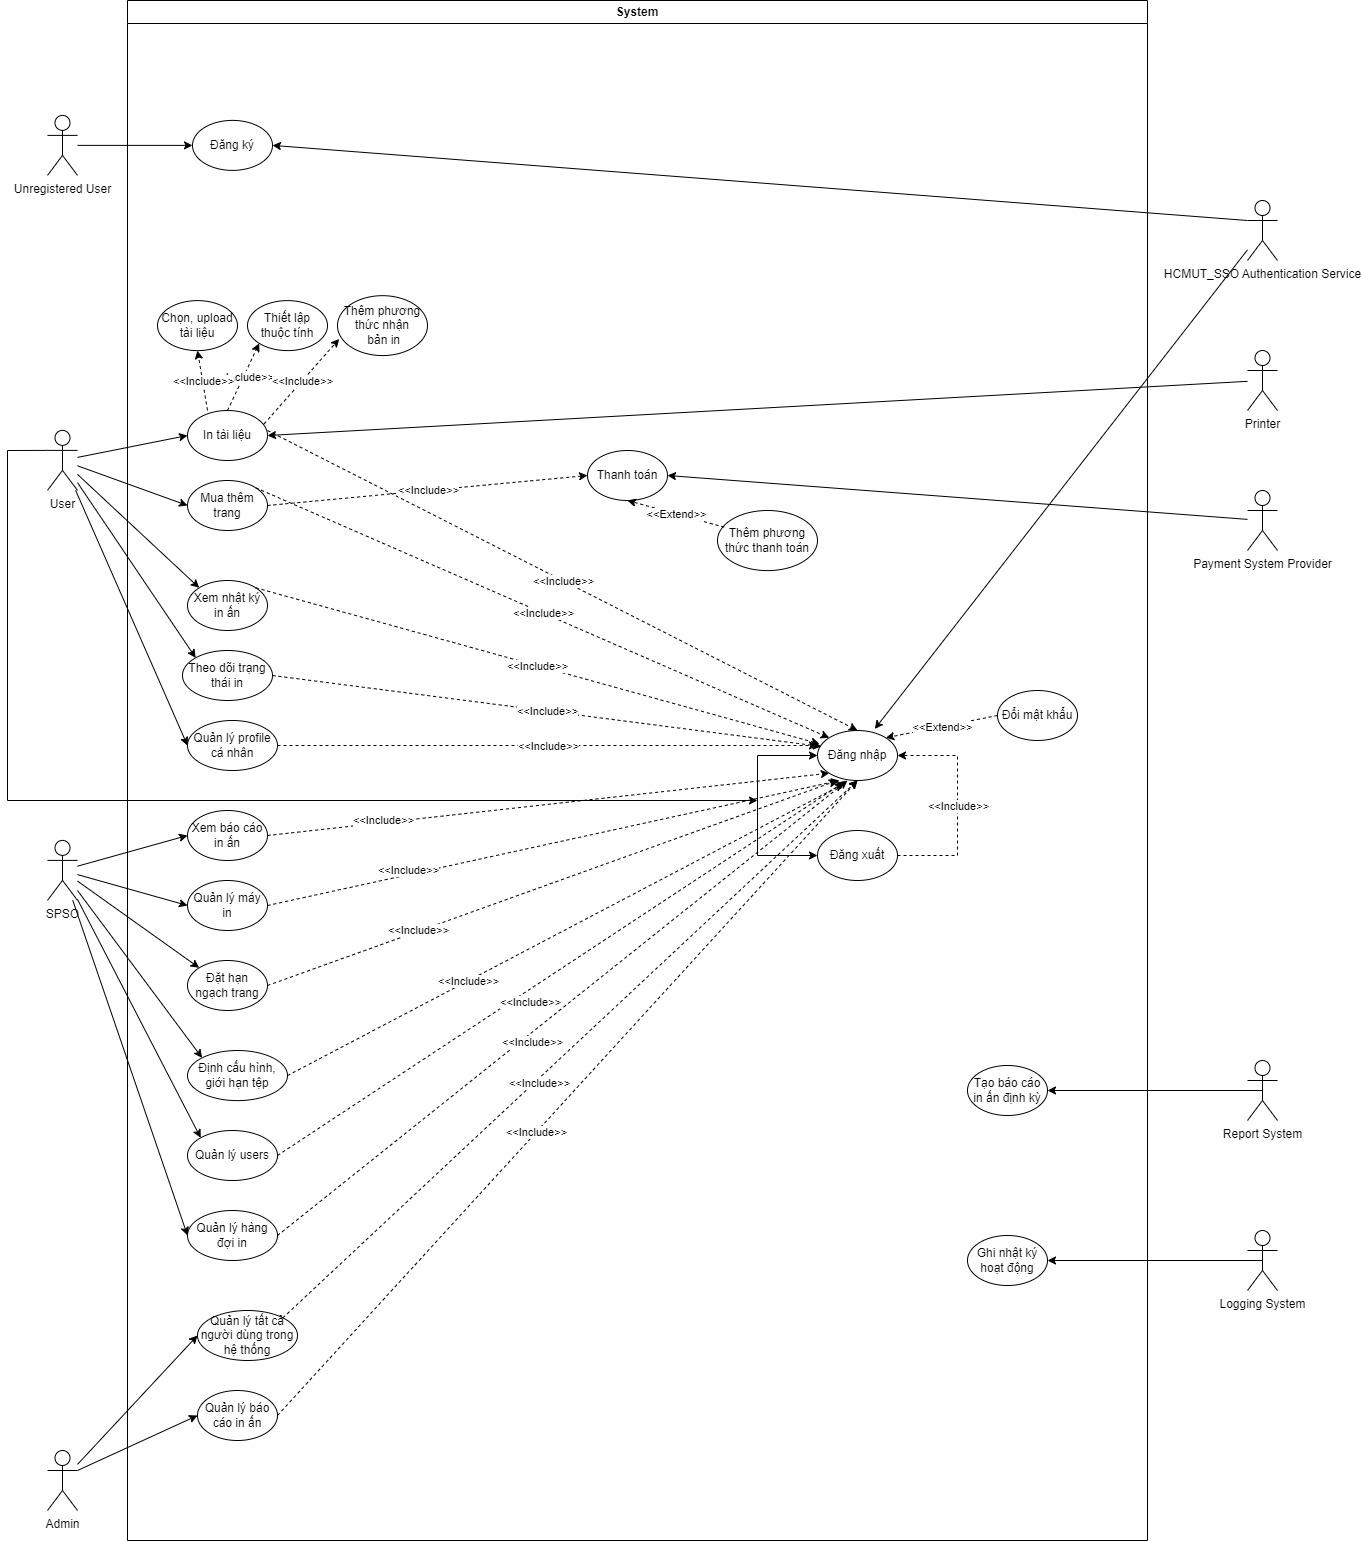 System
Đăng ký
Unregistered User
HCMUT_SSO Authentication Service
Chọn, upload
tài liệu
Thiết lập
thuộc tính
Thêm phương
thức nhận
bản in
<<Include>>
clude>>
<<Include>>
In tài liệu
Printer
User
Mua thêm
trang
<<Include>>
Thanh toán
<<Extend>>
Thêm phương
thức thanh toán
Payment System Provider
<<Include>>
Xem nhật ký
in ấn
<<Include>>
<<Include>>
Theo dõi trạng
thái in
<<Include>>
Quản lý profile
cá nhân
<<Include>>
Đăng nhập
<<Extend>>
Đổi mật khẩu
<<Include>>
Xem báo cáo
in ấn
<<Include>>
Đăng xuất
SPSO
Quản lý máy
in
<<Include>>
<<Include>>
Đặt hạn
ngạch trang
<<Include>>
<<Include>>
<<Include>>
Định cấu hình,
giới hạn tệp
<<Include>>
<<Include>>
Quản lý users
Quản lý hàng
đợi in
Tạo báo cáo
in ấn định kỳ
Report System
Ghi nhật ký
hoạt động
Logging System
Quản lý tất cả
người dùng trong
hệ thống
Quản lý báo
cáo in ấn
Admin